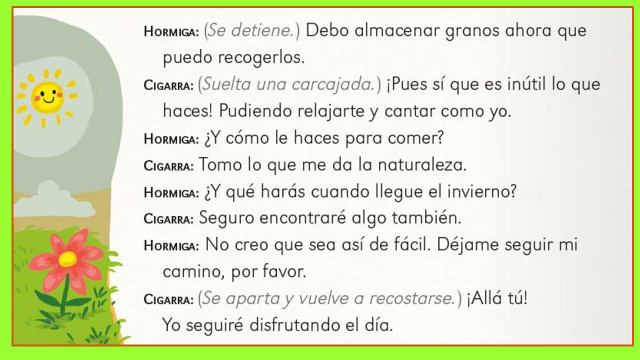 HORMIGA: (Se detiene.) Debo almacenar granos ahora que
puedo recogerlos.
CIGARRA: (Suelta una carcajada.) ¡Pues sí que es inútil lo que
haces! Pudiendo relajarte y cantar como yo.
HORMIGA: ¿Y cómo le haces para comer?
CIGARRA: Tomo lo que me da la naturaleza.
HORMIGA: ¿Y qué harás cuando llegue el invierno?
CIGARRA: Seguro encontraré algo también.
HORMIGA: No creo que sea así de fácil. Déjame seguir mi
camino, por favor.
CIGARRA: (Se aparta y vuelve a recostarse.) ¡Allá tú!
Yo seguiré disfrutando el día.